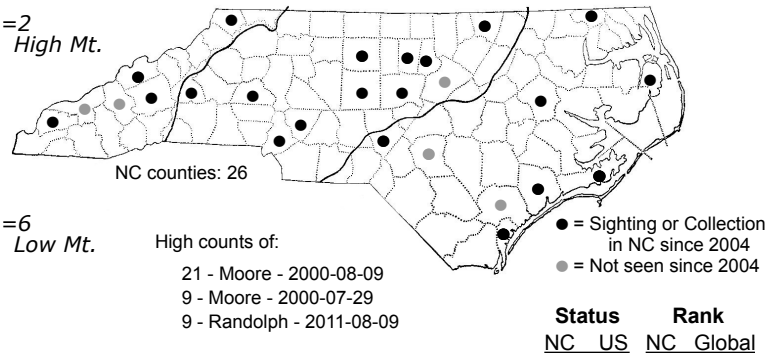 =2
High Mt.
NC counties: 26
=6
Low Mt.
High counts of:
21 - Moore - 2000-08-09
9 - Moore - 2000-07-29
9 - Randolph - 2011-08-09
● = Sighting or Collection
in NC since 2004
● = Not seen since 2004
Status Rank
NC US NC Global